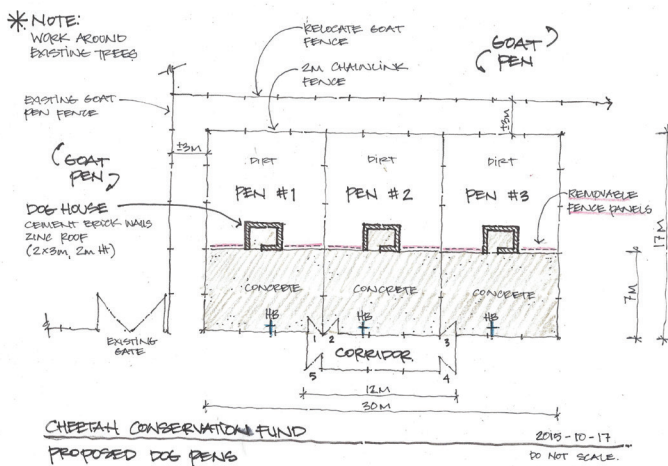 * NOTE:
WORK AROUND
EXISTING TREES
RELOCATE GOAT
FENCE
2M CHAINLINK
FENCE
GOAT
PEN
EXISTING GOAT
PEN FENCE
±3M
±3M
GOAT
PEN
DIRT
DIRT
DIRT
PEN #1
PEN #2
PEN #3
REMOVABLE
FENCE PANELS
DOG HOUSE
CEMENT BRICK WALLS
ZINC ROOF
(2x3m, 2m Ht)
17M
7M
CONCRETE
CONCRETE
CONCRETE
HB
HB
HB
1 2 3
EXISTING
GATE
CORRIDOR
5 4
12M
30M
CHEETAH CONSERVATION FUND
2015-10-17
PROPOSED DOG PENS
DO NOT SCALE.